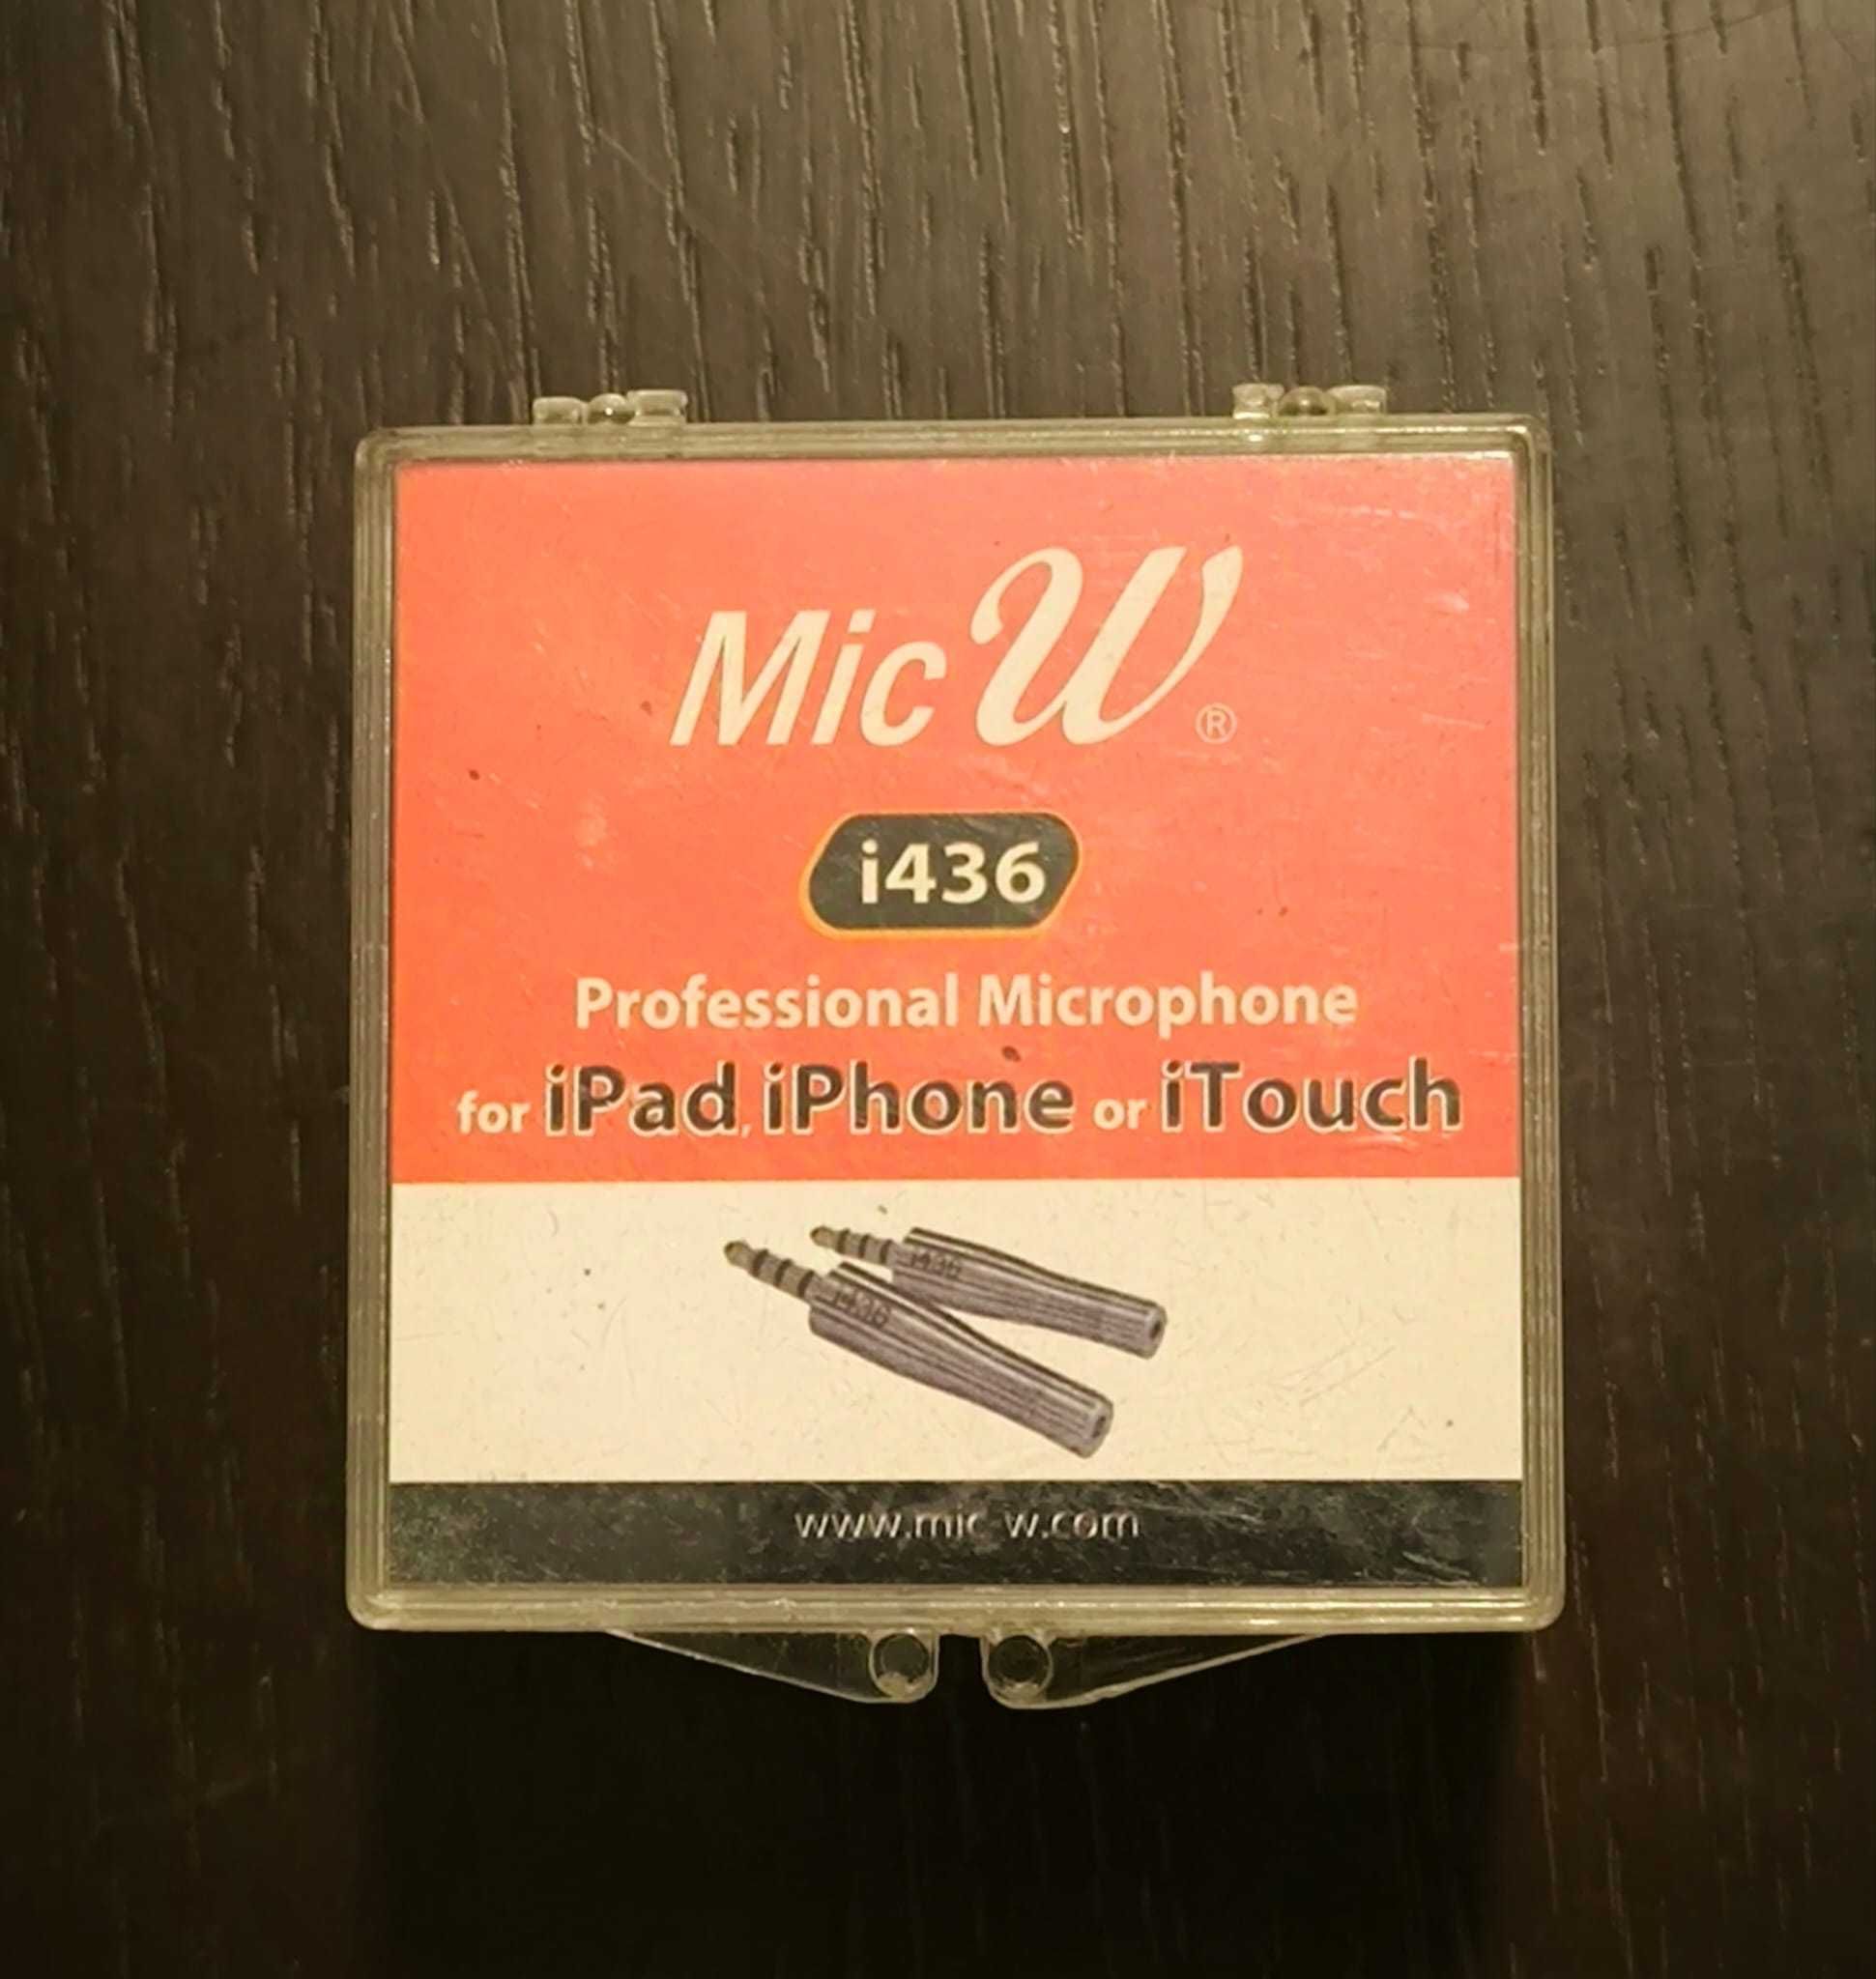 Mic W ®
i436
Professional Microphone
for iPad, iPhone or iTouch
i436
i436
www.mic-w.com